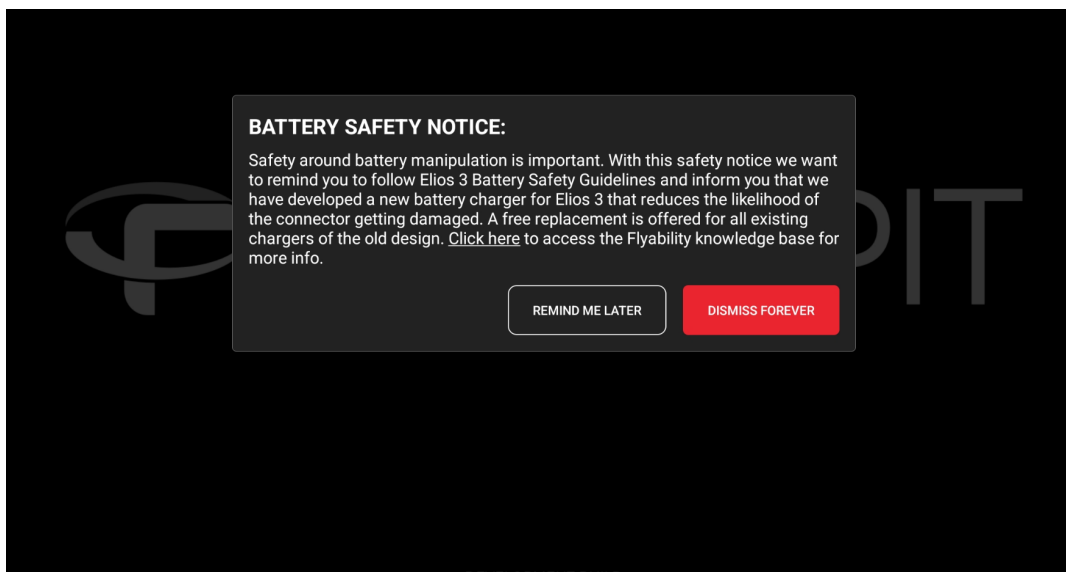 BATTERY SAFETY NOTICE:
Safety around battery manipulation is important. With this safety notice we want
to remind you to follow Elios 3 Battery Safety Guidelines and inform you that we
have developed a new battery charger for Elios 3 that reduces the likelihood of
the connector getting damaged. A free replacement is offered for all existing
chargers of the old design. Click here to access the Flyability knowledge base for
more info.
REMIND ME LATER
DISMISS FOREVER
PIT